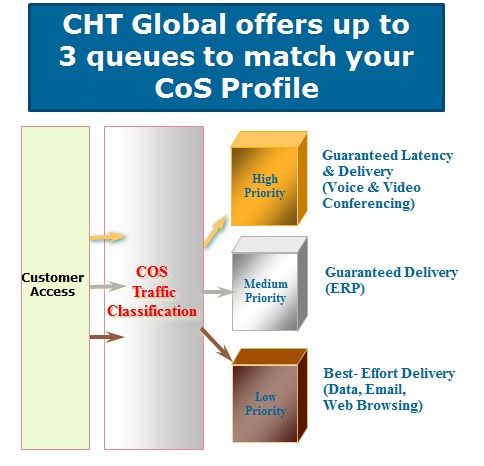 CHT Global offers up to
3 queues to match your
CoS Profile
Customer
Access
COS
Traffic
Classification
High
Priority
Guaranteed Latency
& Delivery
(Voice & Video
Conferencing)
Medium
Priority
Guaranteed Delivery
(ERP)
Low
Priority
Best- Effort Delivery
(Data, Email,
Web Browsing)